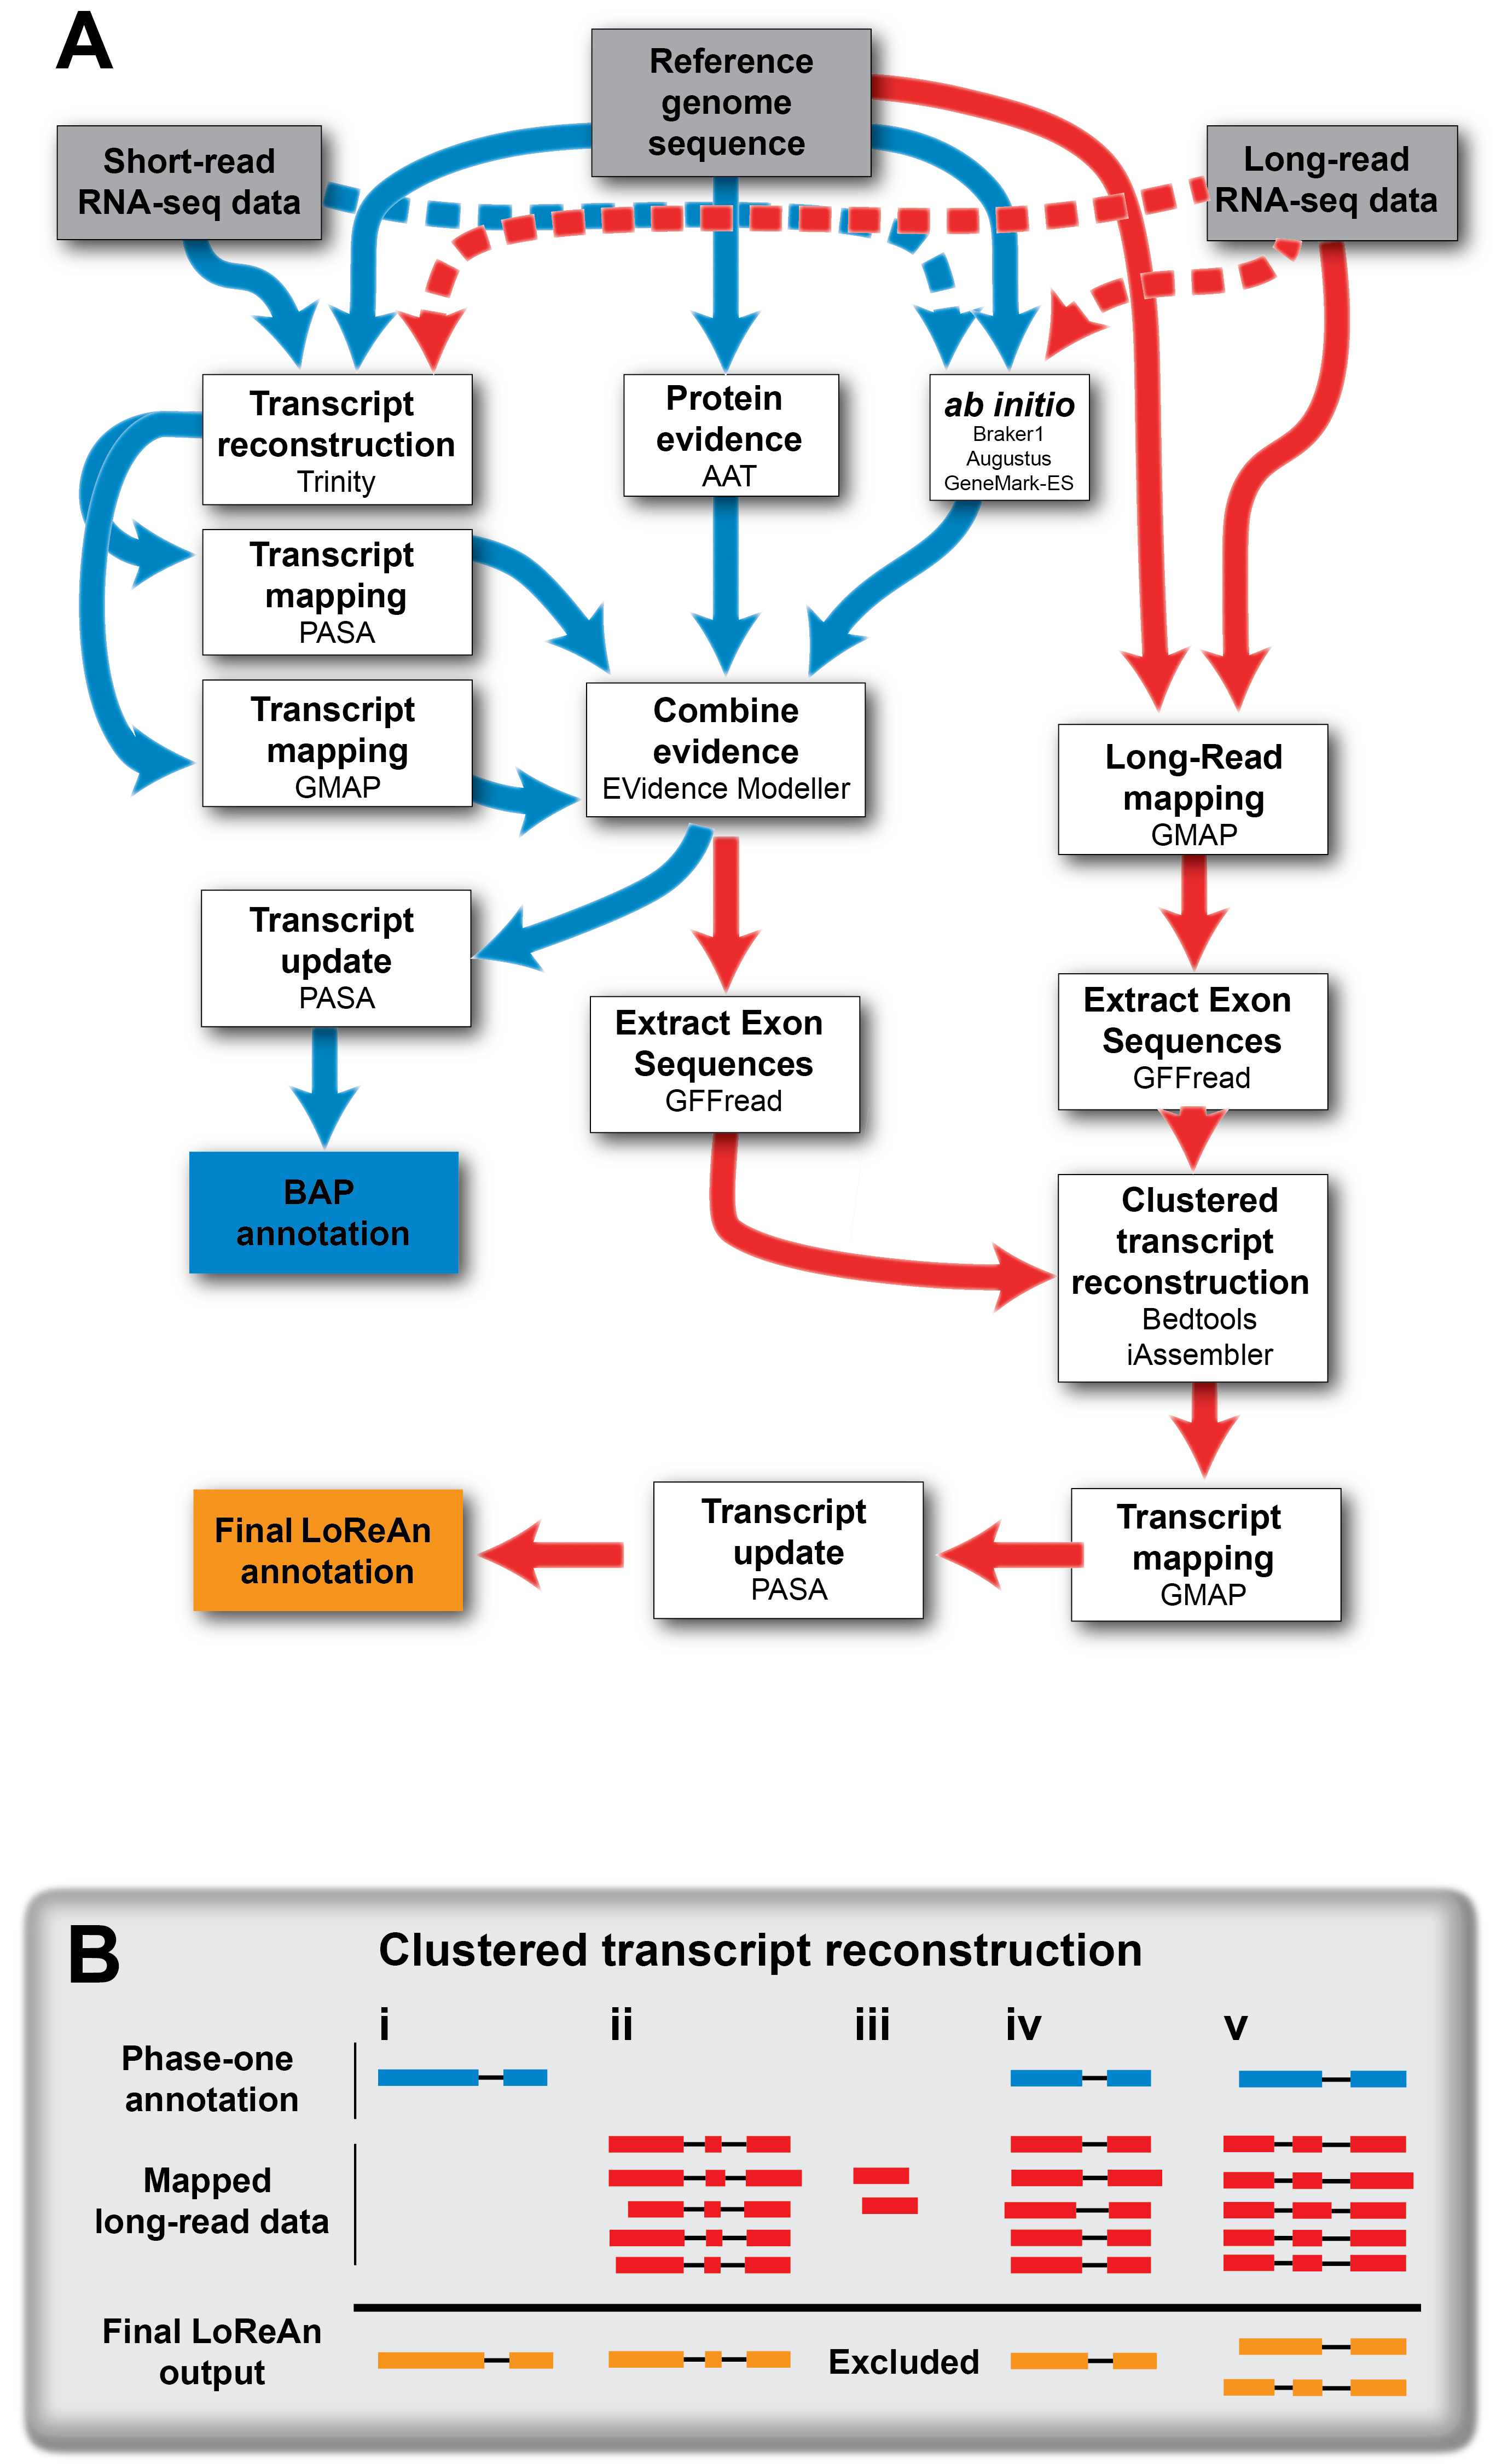 A
Reference
genome
sequence
Short-read
RNA-seq data
Long-read
RNA-seq data
Transcript
reconstruction
Trinity
Protein
evidence
AAT
ab initio
Braker1
Augustus
GeneMark-ES
Transcript
mapping
PASA
Transcript
mapping
GMAP
Combine
evidence
EVidence Modeller
Long-Read
mapping
GMAP
Transcript
update
PASA
Extract Exon
Sequences
GFFread
Extract Exon
Sequences
GFFread
BAP
annotation
Clustered
transcript
reconstruction
Bedtools
iAssembler
Final LoReAn
annotation
Transcript
update
PASA
Transcript
mapping
GMAP
B
Clustered transcript reconstruction
i ii iii iv v
Phase-one
annotation
Mapped
long-read data
Final LoReAn
output
Excluded